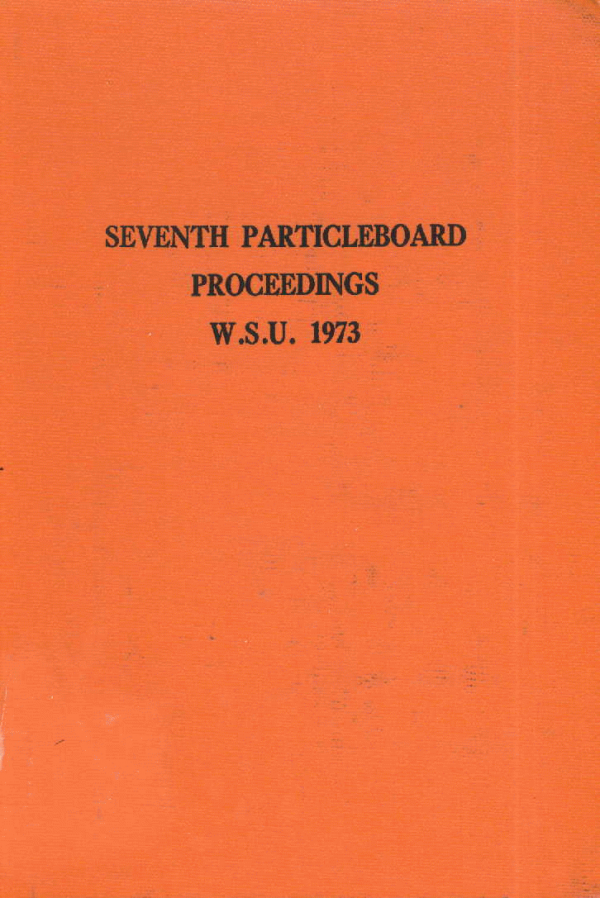 SEVENTH PARTICLEBOARD
PROCEEDINGS
W.S.U. 1973